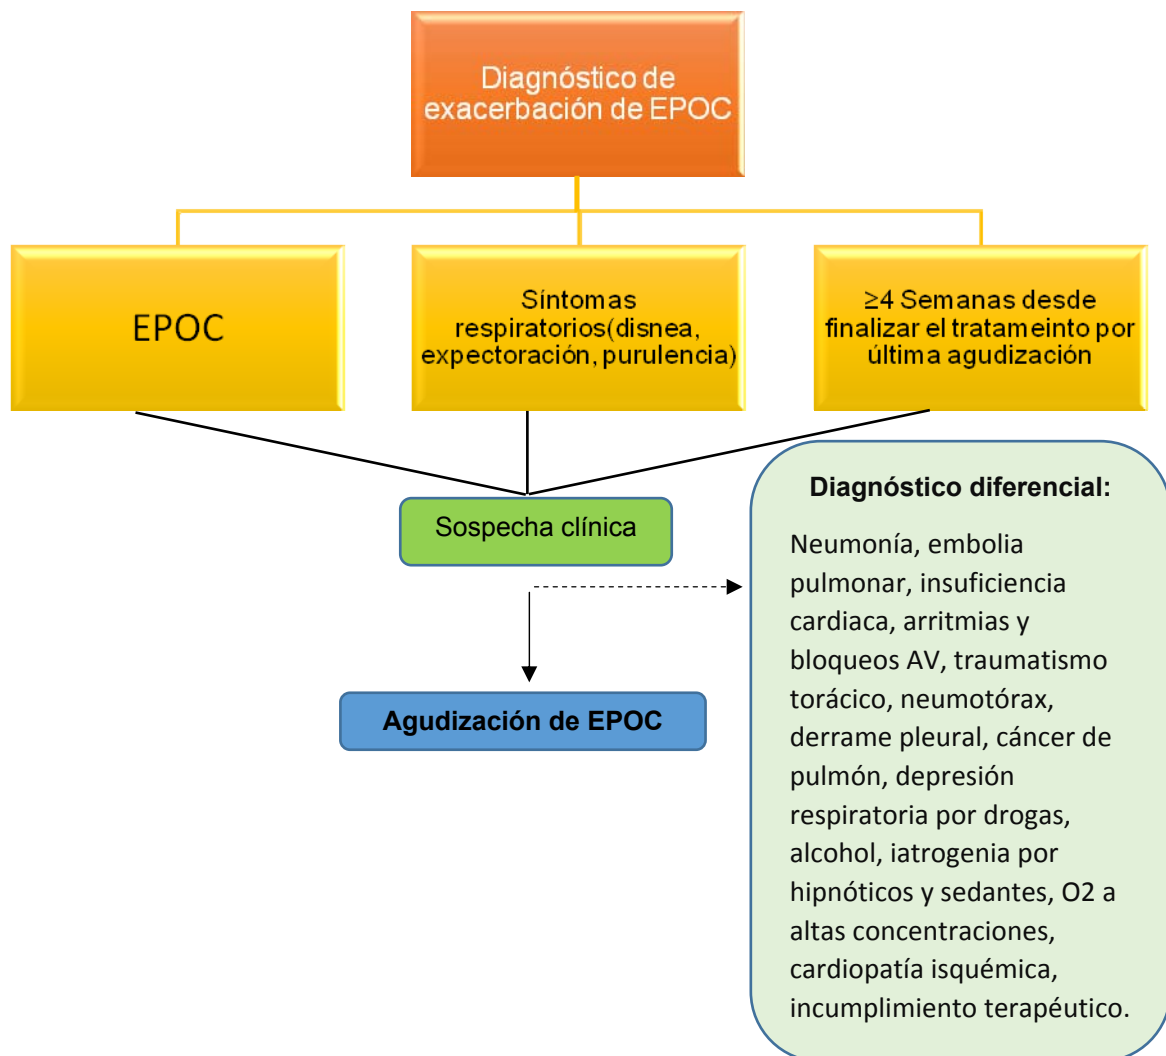 Diagnóstico de
exacerbación de EPOC
EPOC
Síntomas
respiratorios(disnea,
expectoración, purulencia)
≥4 Semanas desde
finalizar el tratameinto por
última agudización
Sospecha clínica
Agudización de EPOC
Diagnóstico diferencial:
Neumonía, embolia
pulmonar, insuficiencia
cardiaca, arritmias y
bloqueos AV, traumatismo
torácico, neumotórax,
derrame pleural, cáncer de
pulmón, depresión
respiratoria por drogas,
alcohol, iatrogenia por
hipnóticos y sedantes, O2 a
altas concentraciones,
cardiopatía isquémica,
incumplimiento terapéutico.